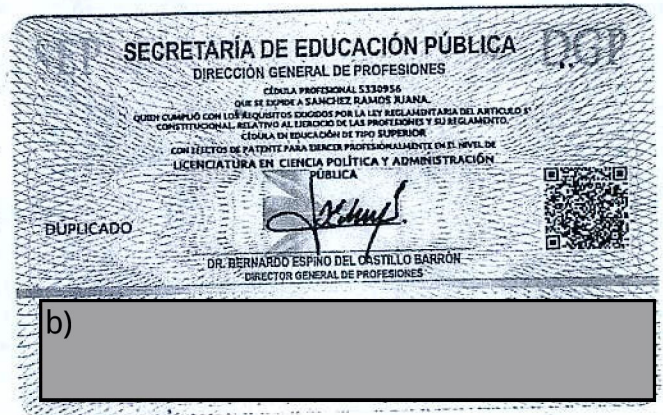 SEP
SECRETARÍA DE EDUCACIÓN PÚBLICA
DGP
DIRECCIÓN GENERAL DE PROFESIONES
CÉDULA PROFESIONAL 5330956
QUE SE EXPIDE A SANCHEZ RAMOS JUANA.
QUIEN CUMPLIÓ CON LOS REQUISITOS EXIGIDOS POR LA LEY REGLAMENTARIA DEL ARTICULO 5°
CONSTITUCIONAL, RELATIVO AL EJERCICIO DE LAS PROFESIONES Y SU REGLAMENTO.
CÉDULA EN EDUCACIÓN DE TIPO SUPERIOR
CON EFECTOS DE PATENTE PARA EJERCER PROFESIONALMENTE EN EL NIVEL DE
LICENCIATURA EN CIENCIA POLÍTICA Y ADMINISTRACIÓN
PÚBLICA
DUPLICADO
DR. BERNARDO ESPINO DEL CASTILLO BARRÓN
DIRECTOR GENERAL DE PROFESIONES
b)